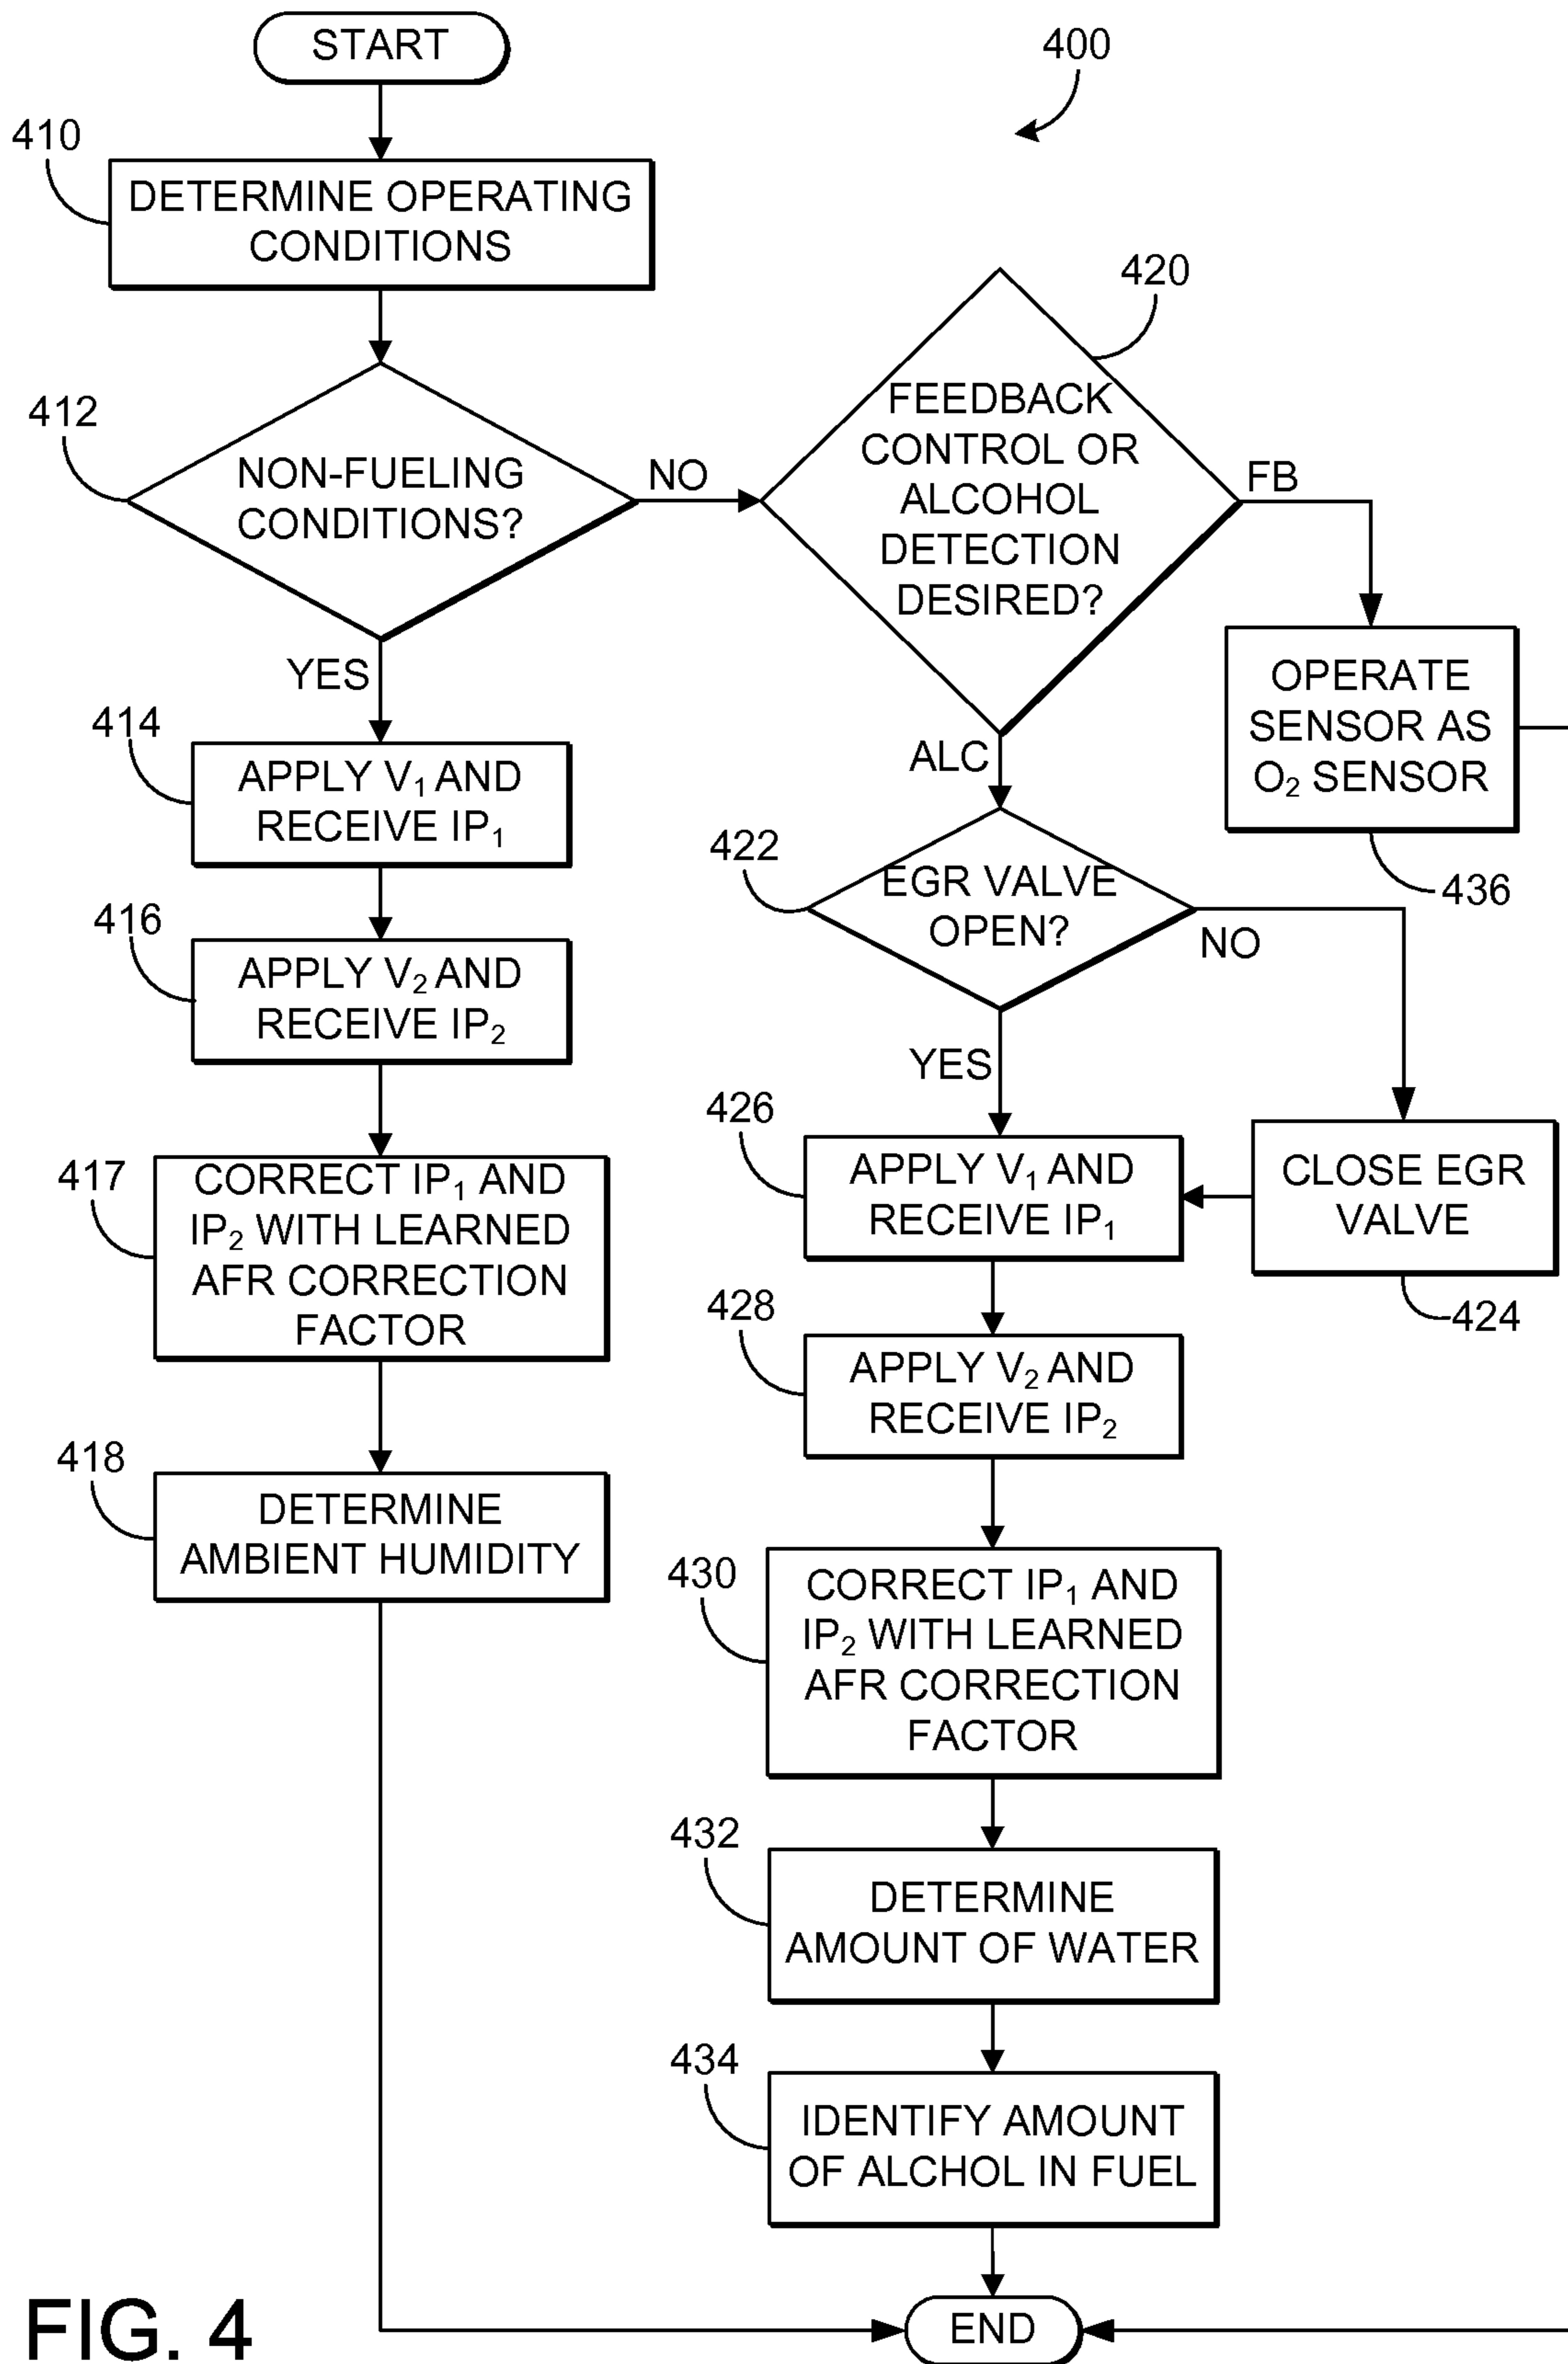 START
400
410
DETERMINE OPERATING
CONDITIONS
420
412
NON-FUELING
CONDITIONS?
NO
FEEDBACK
CONTROL OR
ALCOHOL
DETECTION
DESIRED?
FB
YES
414
APPLY V₁ AND
RECEIVE IP₁
ALC
OPERATE
SENSOR AS
O₂ SENSOR
436
422
EGR VALVE
OPEN?
NO
416
APPLY V₂ AND
RECEIVE IP₂
YES
426
APPLY V₁ AND
RECEIVE IP₁
CLOSE EGR
VALVE
424
417
CORRECT IP₁ AND
IP₂ WITH LEARNED
AFR CORRECTION
FACTOR
428
APPLY V₂ AND
RECEIVE IP₂
418
DETERMINE
AMBIENT HUMIDITY
430
CORRECT IP₁ AND
IP₂ WITH LEARNED
AFR CORRECTION
FACTOR
432
DETERMINE
AMOUNT OF WATER
434
IDENTIFY AMOUNT
OF ALCHOL IN FUEL
END
FIG. 4